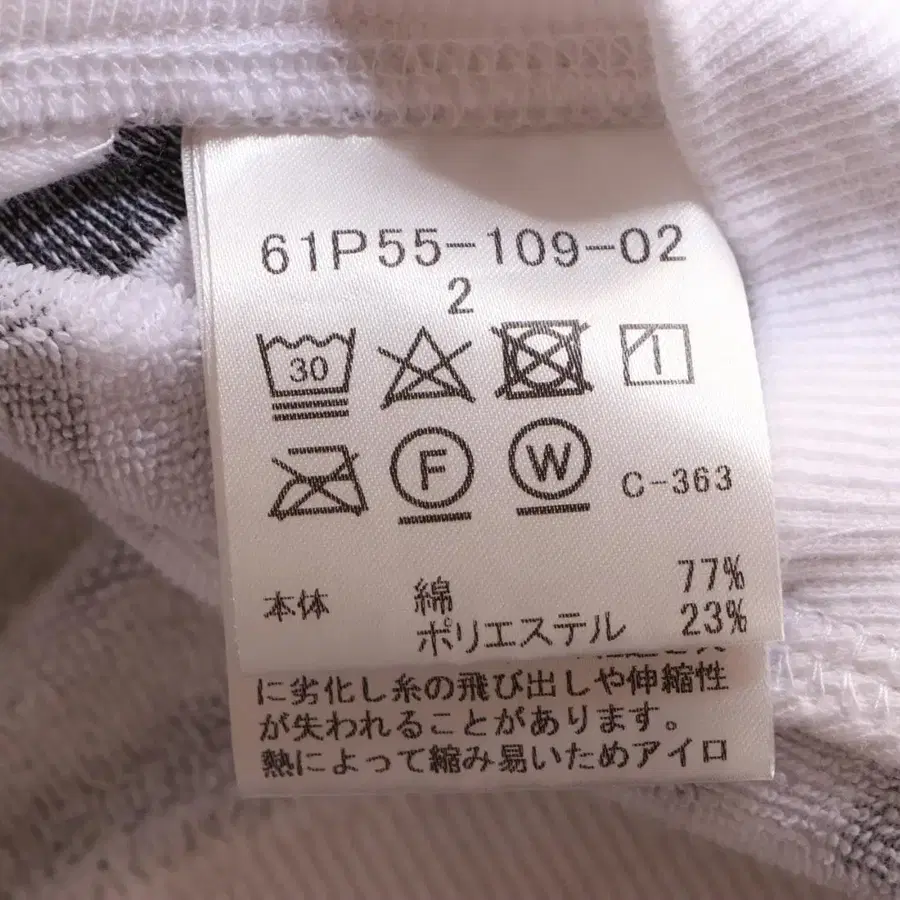 61P55-109-02
2
30
F W C-363
本体 綿 77%
ポリエステル 23%
に劣化し糸の飛び出しや伸縮性
が失われることがあります。
熱によって縮み易いためアイロ